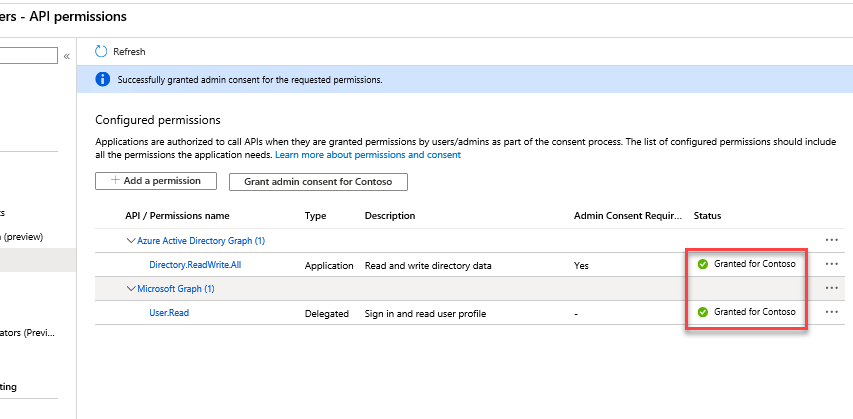 ers - API permissions
«
Refresh
Successfully granted admin consent for the requested permissions.
Configured permissions
Applications are authorized to call APIs when they are granted permissions by users/admins as part of the consent process. The list of configured permissions should include
all the permissions the application needs. Learn more about permissions and consent
+ Add a permission Grant admin consent for Contoso
API / Permissions name Type Description Admin Consent Requir... Status
ts
Azure Active Directory Graph (1) ...
n (preview)
Directory.ReadWrite.All Application Read and write directory data Yes Granted for Contoso ...
Microsoft Graph (1) ...
User.Read Delegated Sign in and read user profile - Granted for Contoso ...
ators (Previ...
ting